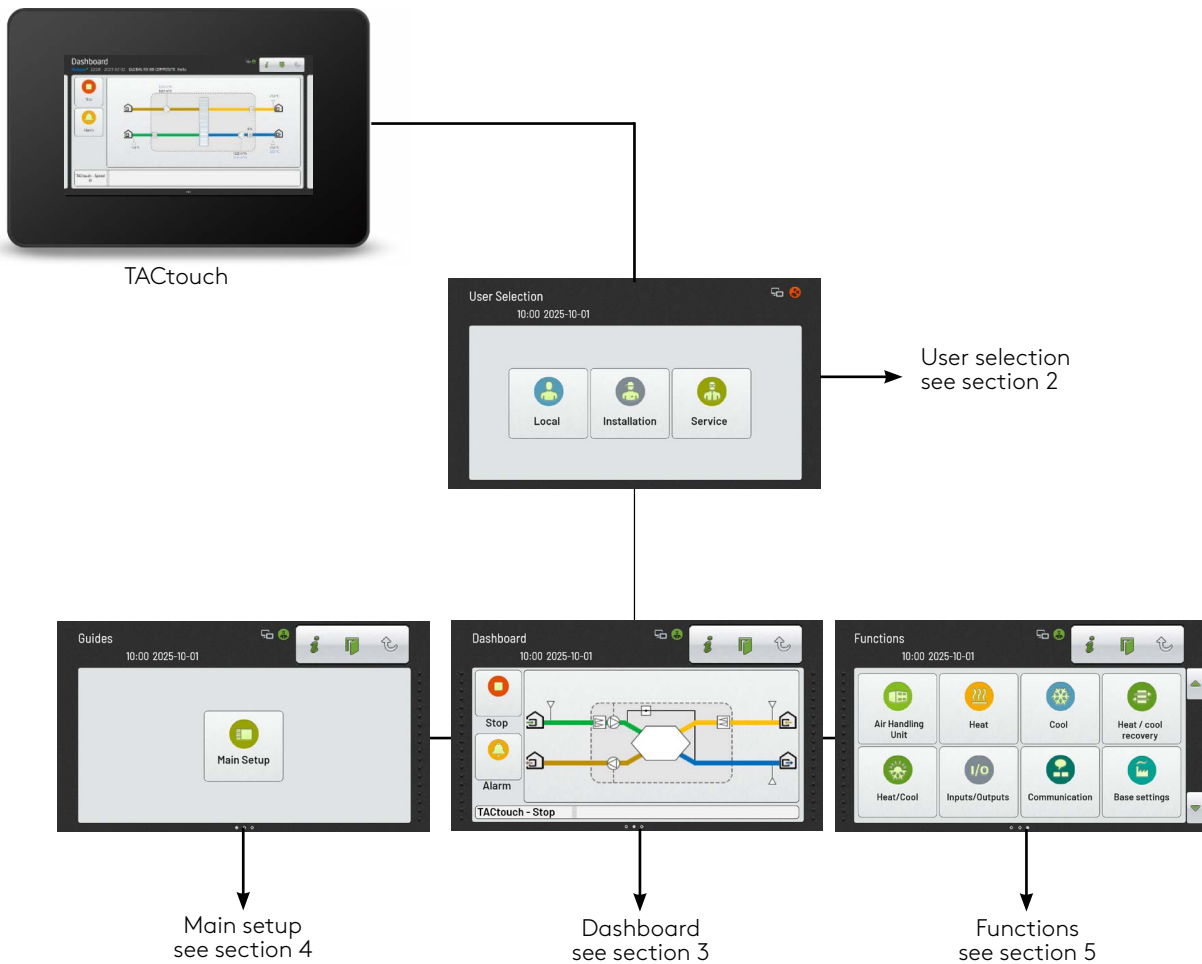 Dashboard
Stop
Alarm
TACtouch
User Selection
10:00 2025-10-01
Local
Installation
Service
User selection
see section 2
Guides
10:00 2025-10-01
Main Setup
Dashboard
10:00 2025-10-01
Stop
Alarm
TACtouch - Stop
Functions
10:00 2025-10-01
Air Handling
Unit
Heat
Cool
Heat / cool
recovery
Heat/Cool
I/O
Inputs/Outputs
Communication
Base settings
Main setup
see section 4
Dashboard
see section 3
Functions
see section 5